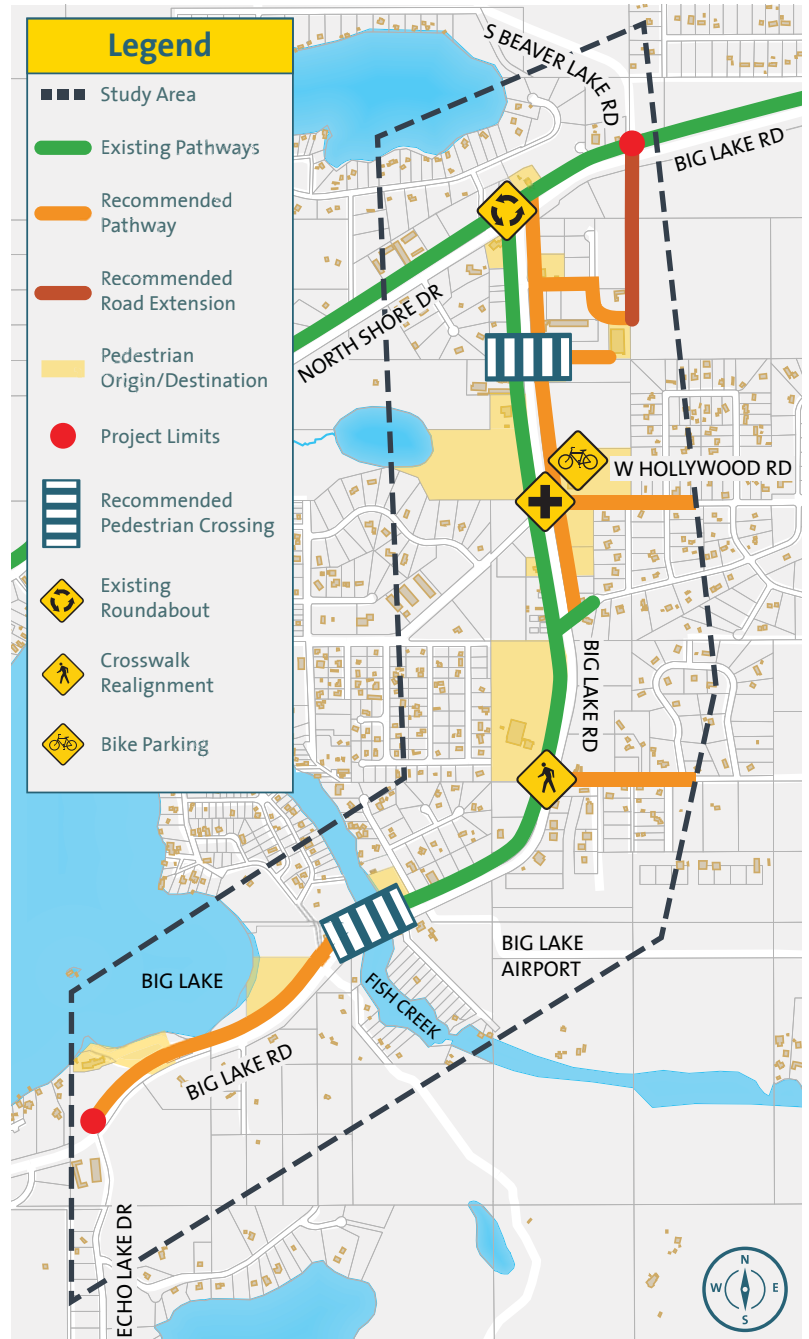 Legend
Study Area
Existing Pathways
Recommended
Pathway
Recommended
Road Extension
Pedestrian
Origin/Destination
Project Limits
Recommended
Pedestrian Crossing
Existing
Roundabout
Crosswalk
Realignment
Bike Parking
S BEAVER LAKE RD
BIG LAKE RD
NORTH SHORE DR
W HOLLYWOOD RD
BIG LAKE RD
BIG LAKE
AIRPORT
BIG LAKE
FISH CREEK
BIG LAKE RD
ECHO LAKE DR
N
W
E
S